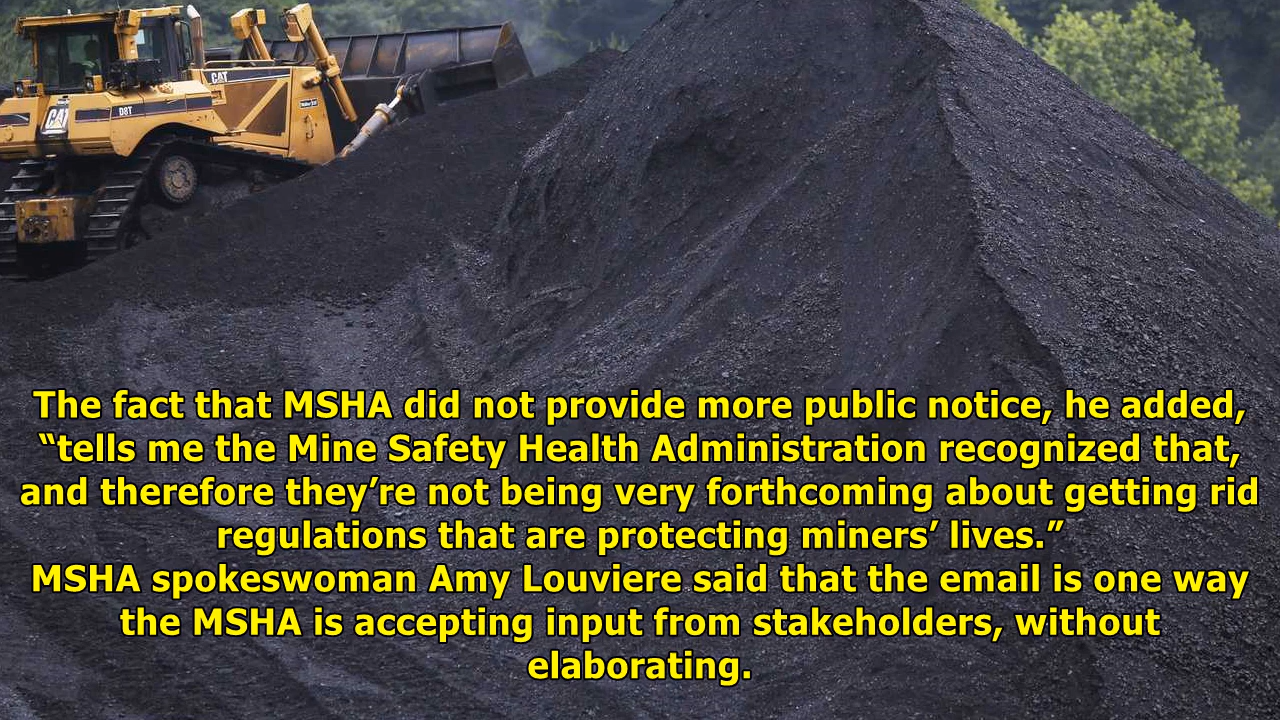 CAT
CAT
D8T
The fact that MSHA did not provide more public notice, he added,
“tells me the Mine Safety Health Administration recognized that,
and therefore they’re not being very forthcoming about getting rid
regulations that are protecting miners’ lives.”
MSHA spokeswoman Amy Louviere said that the email is one way
the MSHA is accepting input from stakeholders, without
elaborating.